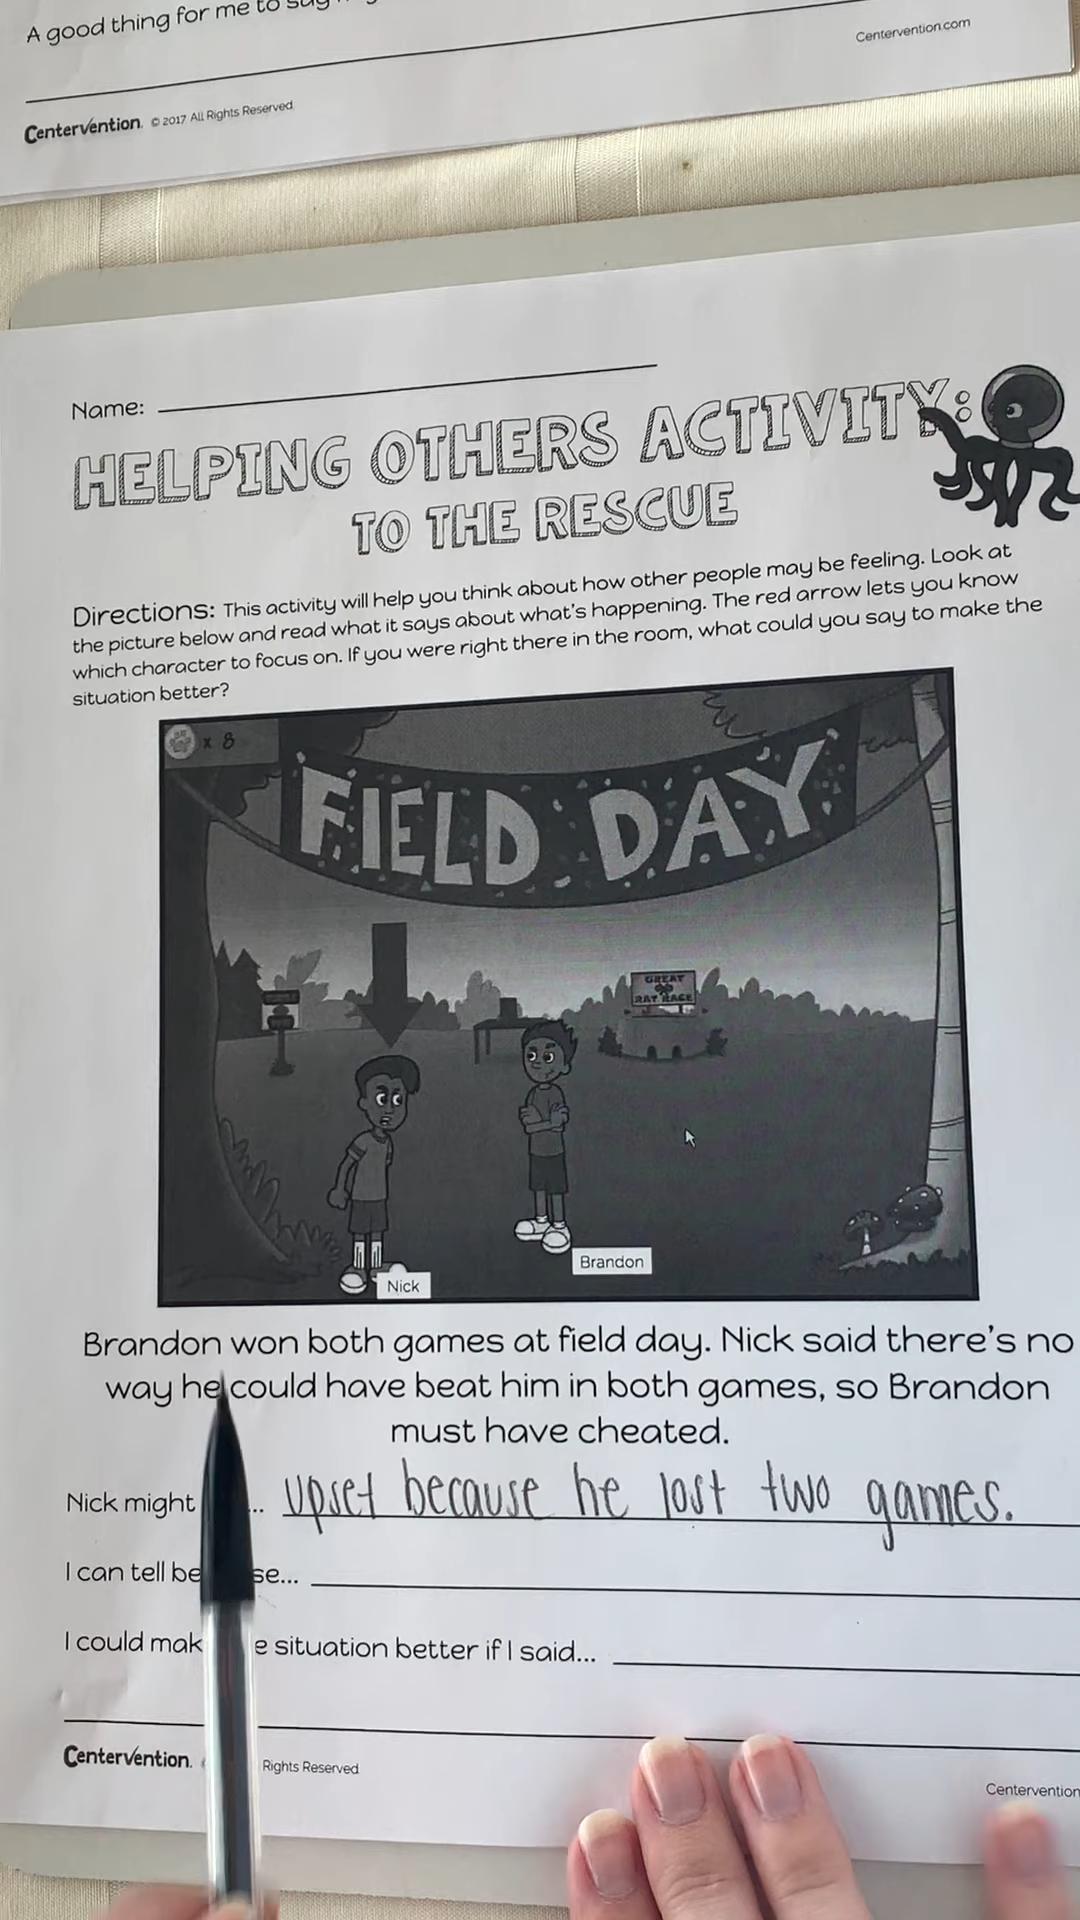 A good thing for me to say
Centervention.com
Centervention. © 2017 All Rights Reserved
Name:
HELPING OTHERS ACTIVITY:
TO THE RESCUE
Directions: This activity will help you think about how other people may be feeling. Look at
the picture below and read what it says about what's happening. The red arrow lets you know
which character to focus on. If you were right there in the room, what could you say to make the
situation better?
x 8
FIELD DAY
GREAT
RAT RACE
Brandon
Nick
Brandon won both games at field day. Nick said there's no
way he could have beat him in both games, so Brandon
must have cheated.
Nick might ... upset because he lost two games.
I can tell be se...
I could mak e situation better if I said...
Centervention. Rights Reserved
Centervention